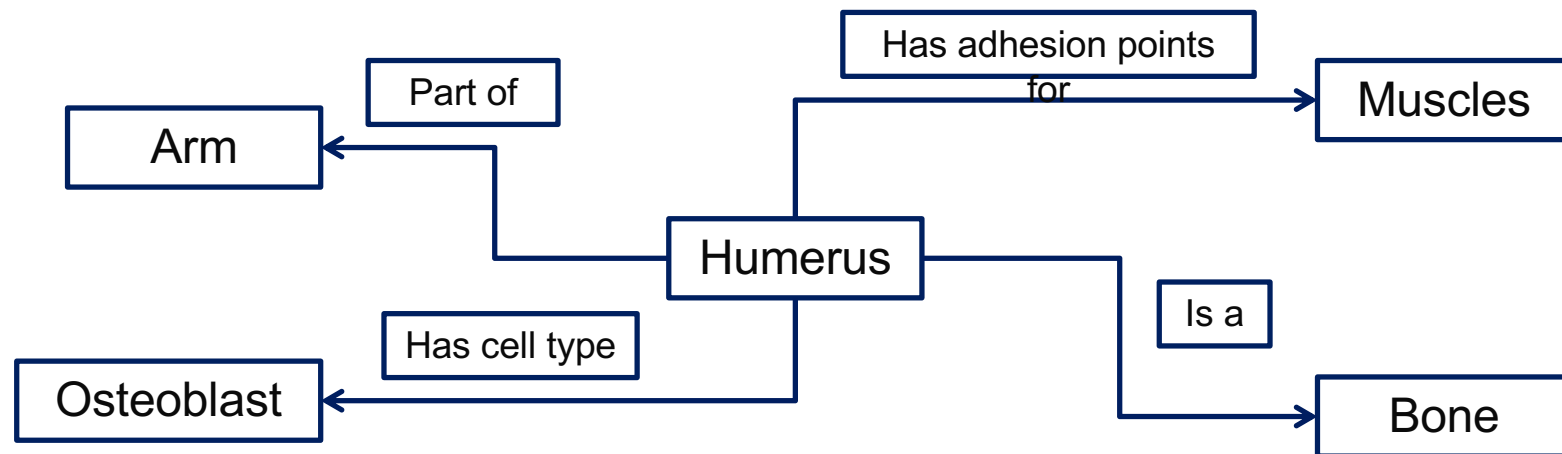 Has adhesion points
for
Part of
Muscles
Arm
Humerus
Is a
Has cell type
Osteoblast
Bone